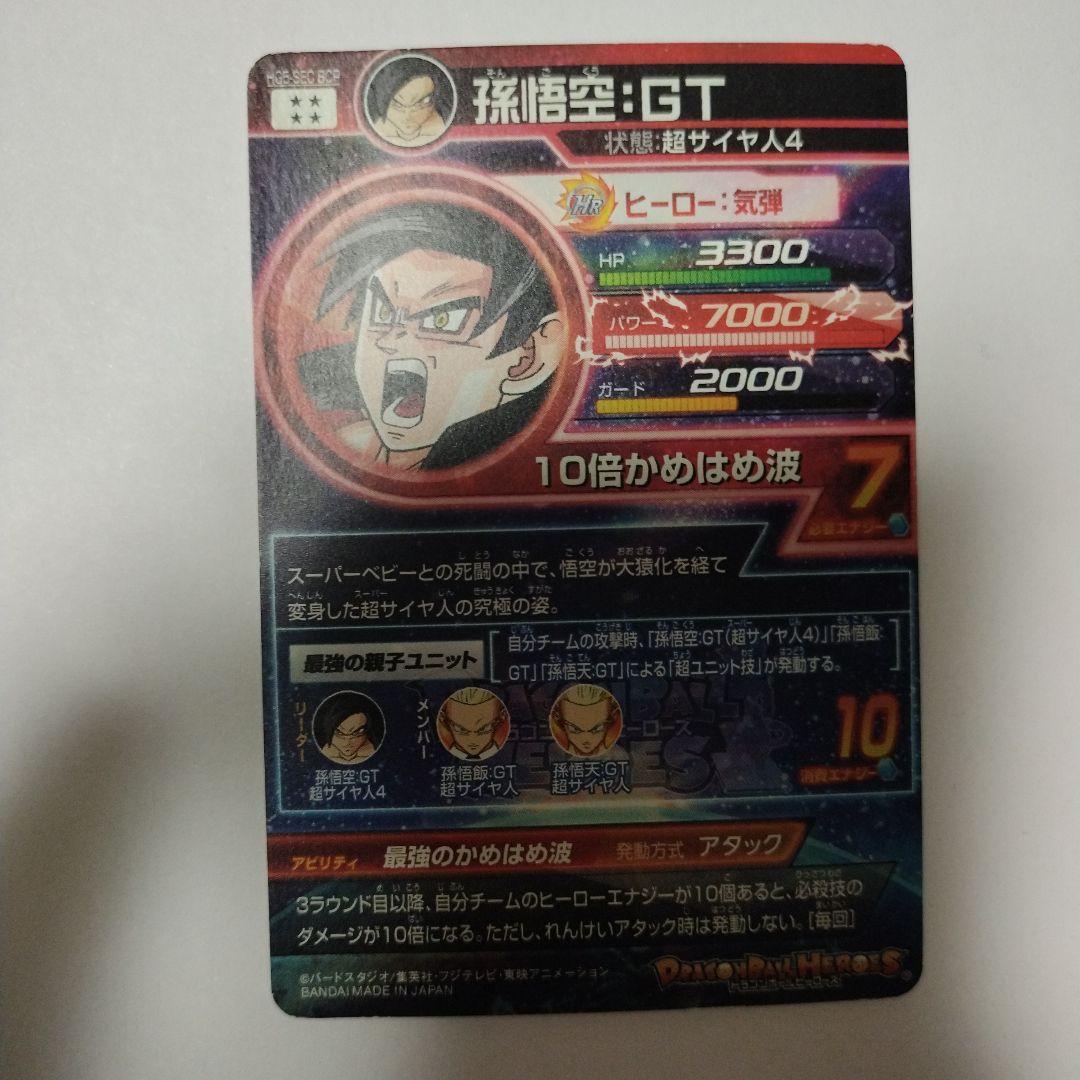 HG5-SEC BCP
孫悟空:GT
状態:超サイヤ人4
HR ヒーロー:気弾
HP 3300
パワー 7000
ガード 2000
10倍かめはめ波
7
必要エナジー
スーパーベビーとの死闘の中で、悟空が大猿化を経て
変身した超サイヤ人の究極の姿。
最強の親子ユニット
自分チームの攻撃時、「孫悟空:GT(超サイヤ人4)」「孫悟飯:
GT」「孫悟天:GT」による「超ユニット技」が発動する。
リーダー
孫悟空:GT
超サイヤ人4
メンバー
孫悟飯:GT
超サイヤ人
孫悟天:GT
超サイヤ人
10
消費エナジー
アビリティ 最強のかめはめ波 発動方式 アタック
3ラウンド目以降、自分チームのヒーローエナジーが10個あると、必殺技の
ダメージが10倍になる。ただし、れんけいアタック時は発動しない。[毎回]
©バードスタジオ/集英社・フジテレビ・東映アニメーション
BANDAI MADE IN JAPAN
DRAGONBALL HEROES
ドラゴンボールヒーローズ